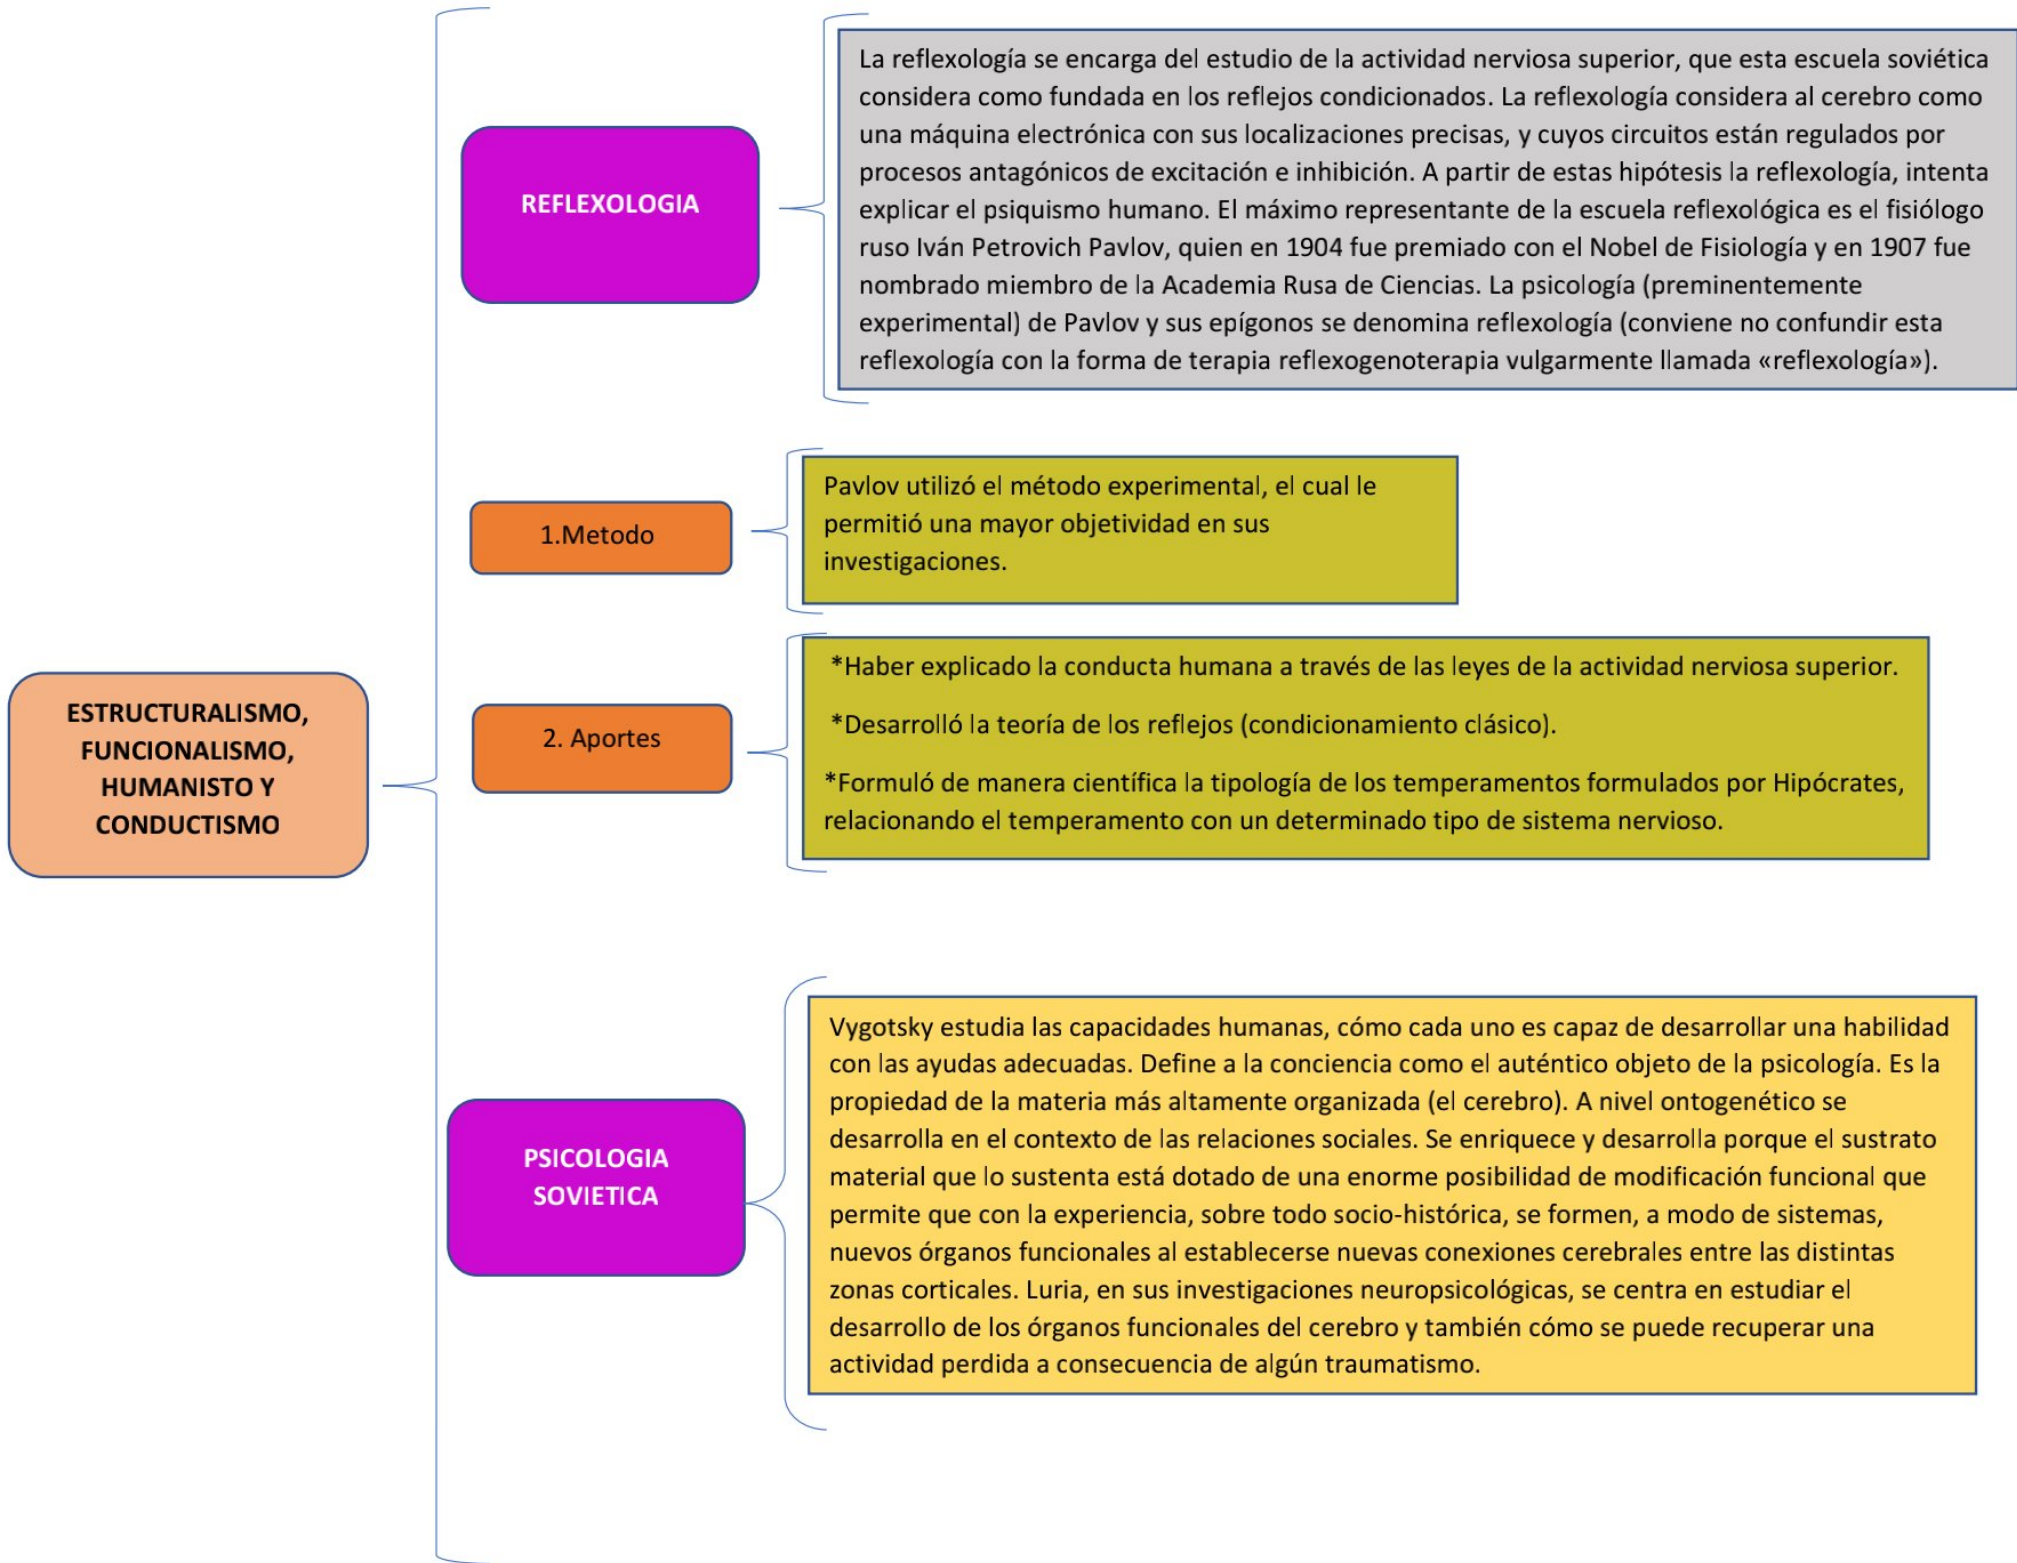 ESTRUCTURALISMO,
FUNCIONALISMO,
HUMANISTO Y
CONDUCTISMO
REFLEXOLOGIA
La reflexología se encarga del estudio de la actividad nerviosa superior, que esta escuela soviética
considera como fundada en los reflejos condicionados. La reflexología considera al cerebro como
una máquina electrónica con sus localizaciones precisas, y cuyos circuitos están regulados por
procesos antagónicos de excitación e inhibición. A partir de estas hipótesis la reflexología, intenta
explicar el psiquismo humano. El máximo representante de la escuela reflexológica es el fisiólogo
ruso Iván Petrovich Pavlov, quien en 1904 fue premiado con el Nobel de Fisiología y en 1907 fue
nombrado miembro de la Academia Rusa de Ciencias. La psicología (preminentemente
experimental) de Pavlov y sus epígonos se denomina reflexología (conviene no confundir esta
reflexología con la forma de terapia reflexogenoterapia vulgarmente llamada «reflexología»).
1.Metodo
Pavlov utilizó el método experimental, el cual le
permitió una mayor objetividad en sus
investigaciones.
2. Aportes
*Haber explicado la conducta humana a través de las leyes de la actividad nerviosa superior.
*Desarrolló la teoría de los reflejos (condicionamiento clásico).
*Formuló de manera científica la tipología de los temperamentos formulados por Hipócrates,
relacionando el temperamento con un determinado tipo de sistema nervioso.
PSICOLOGIA
SOVIETICA
Vygotsky estudia las capacidades humanas, cómo cada uno es capaz de desarrollar una habilidad
con las ayudas adecuadas. Define a la conciencia como el auténtico objeto de la psicología. Es la
propiedad de la materia más altamente organizada (el cerebro). A nivel ontogenético se
desarrolla en el contexto de las relaciones sociales. Se enriquece y desarrolla porque el sustrato
material que lo sustenta está dotado de una enorme posibilidad de modificación funcional que
permite que con la experiencia, sobre todo socio-histórica, se formen, a modo de sistemas,
nuevos órganos funcionales al establecerse nuevas conexiones cerebrales entre las distintas
zonas corticales. Luria, en sus investigaciones neuropsicológicas, se centra en estudiar el
desarrollo de los órganos funcionales del cerebro y también cómo se puede recuperar una
actividad perdida a consecuencia de algún traumatismo.